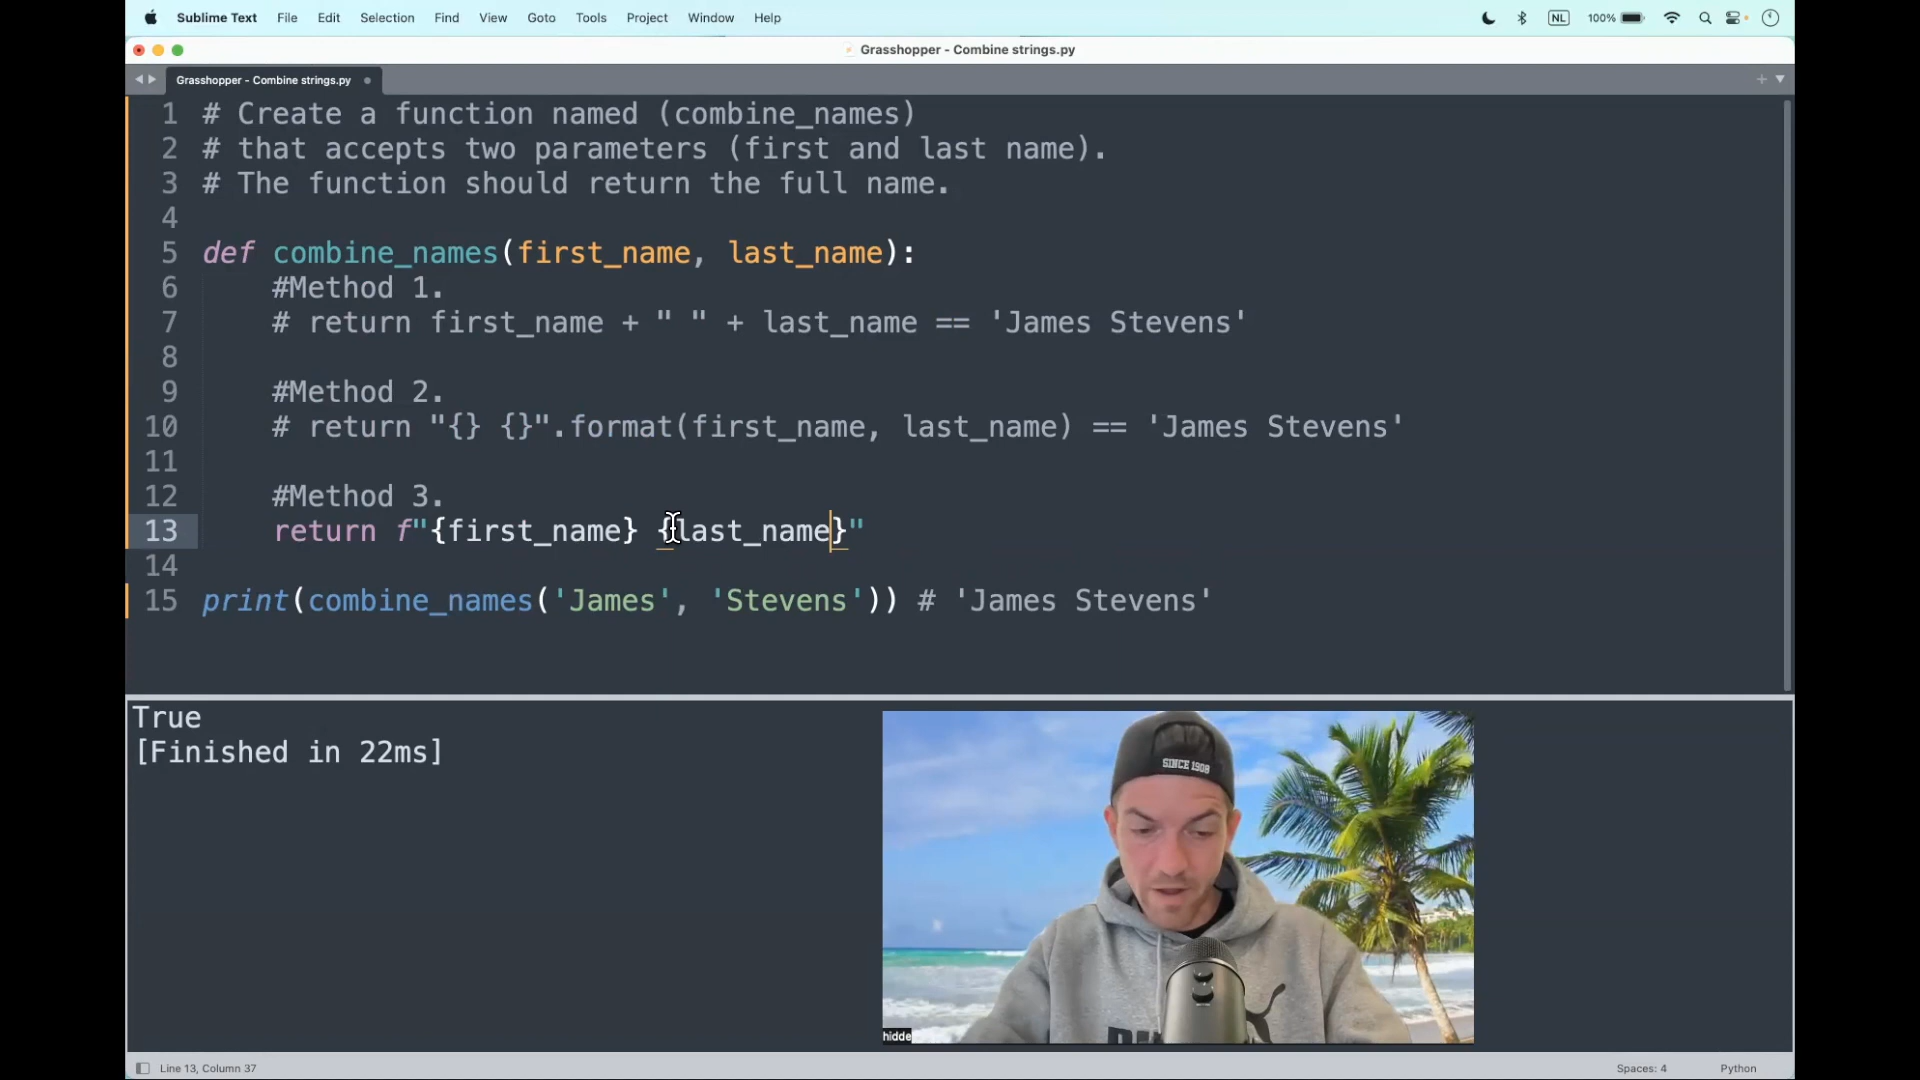 Sublime Text File Edit Selection Find View Goto Tools Project Window Help NL 100%
Grasshopper - Combine strings.py
Grasshopper - Combine strings.py
1 # Create a function named (combine_names)
2 # that accepts two parameters (first and last name).
3 # The function should return the full name.
4
5 def combine_names(first_name, last_name):
6 #Method 1.
7 # return first_name + " " + last_name == 'James Stevens'
8
9 #Method 2.
10 # return "{} {}".format(first_name, last_name) == 'James Stevens'
11
12 #Method 3.
13 return f"{first_name} {last_name}"
14
15 print(combine_names('James', 'Stevens')) # 'James Stevens'
True
[Finished in 22ms]
SINCE 1908
hidde
Line 13, Column 37 Spaces: 4 Python